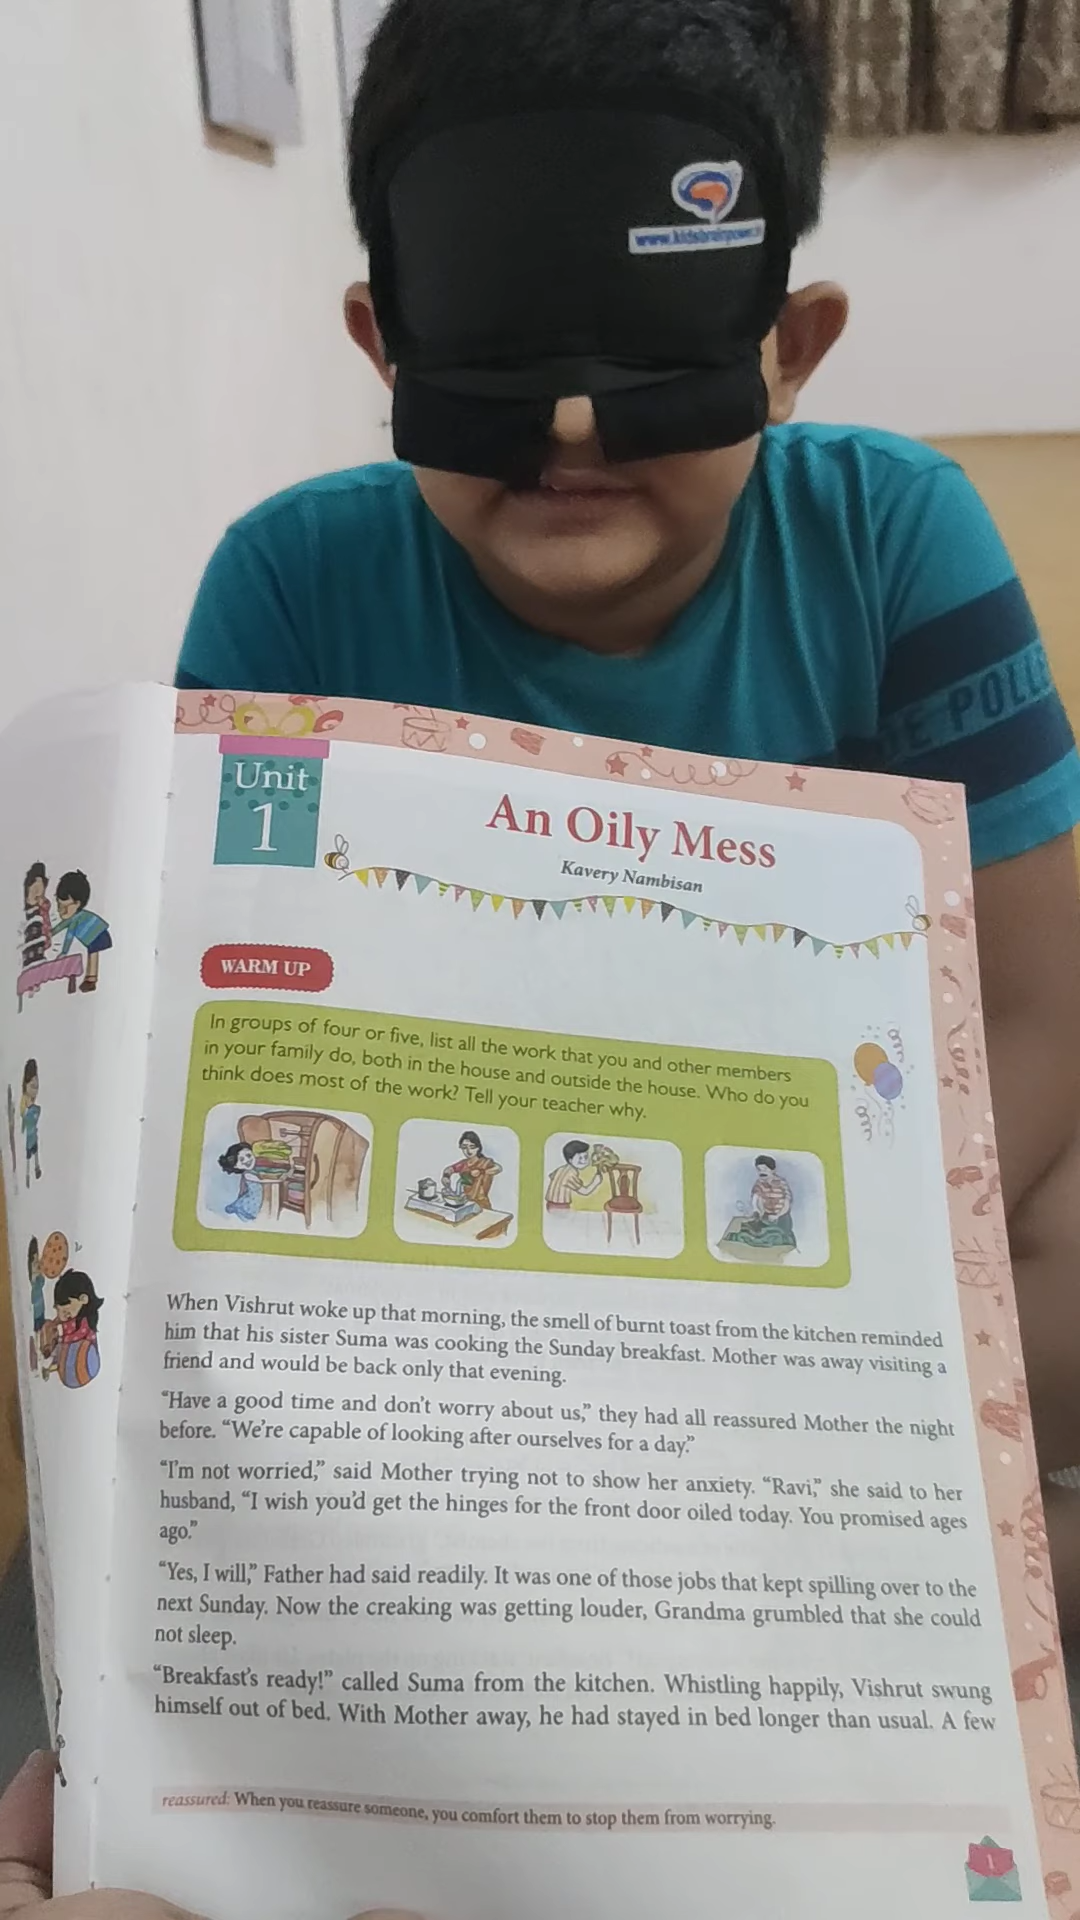 www.kidsbrainpower.
POLL
Unit
1
An Oily Mess
Kavery Nambisan
WARM UP
In groups of four or five, list all the work that you and other members
in your family do, both in the house and outside the house. Who do you
think does most of the work? Tell your teacher why.
When Vishrut woke up that morning, the smell of burnt toast from the kitchen reminded
him that his sister Suma was cooking the Sunday breakfast. Mother was away visiting a
friend and would be back only that evening.
“Have a good time and don’t worry about us,” they had all reassured Mother the night
before. “We’re capable of looking after ourselves for a day.”
“I’m not worried,” said Mother trying not to show her anxiety. “Ravi,” she said to her
husband, “I wish you’d get the hinges for the front door oiled today. You promised ages
ago.”
“Yes, I will,” Father had said readily. It was one of those jobs that kept spilling over to the
next Sunday. Now the creaking was getting louder, Grandma grumbled that she could
not sleep.
“Breakfast’s ready!” called Suma from the kitchen. Whistling happily, Vishrut swung
himself out of bed. With Mother away, he had stayed in bed longer than usual. A few
reassured: When you reassure someone, you comfort them to stop them from worrying.
1